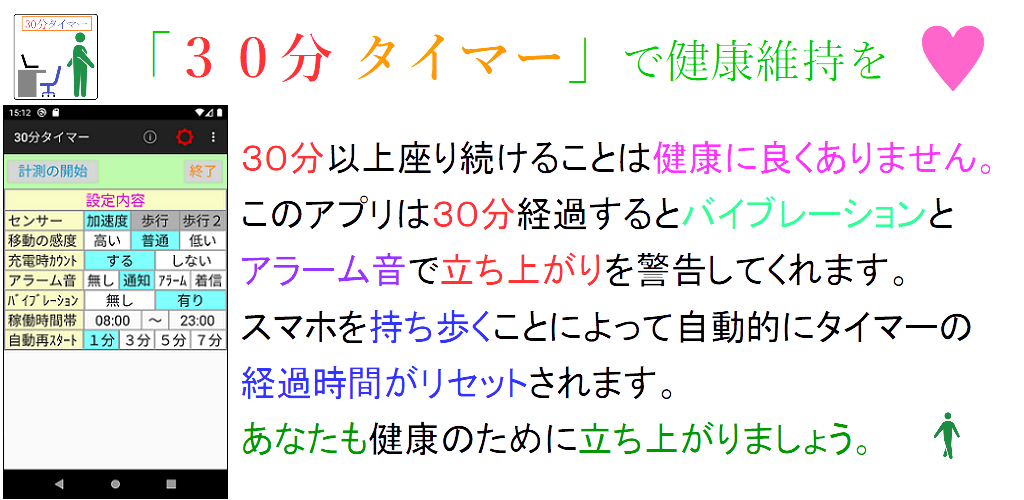 30分タイマー
「３０分 タイマー」で健康維持を
15:12
30分タイマー
計測の開始 終了
設定内容
センサー 加速度 歩行 歩行２
移動の感度 高い 普通 低い
充電時ｶｳﾝﾄ する しない
アラーム音 無し 通知 ｱﾗｰﾑ 着信
ﾊﾞｲﾌﾞﾚｰｼｮﾝ 無し 有り
稼働時間帯 08:00 ～ 23:00
自動再ｽﾀｰﾄ １分 ３分 ５分 ７分
３０分以上座り続けることは健康に良くありません。
このアプリは３０分経過するとバイブレーションと
アラーム音で立ち上がりを警告してくれます。
スマホを持ち歩くことによって自動的にタイマーの
経過時間がリセットされます。
あなたも健康のために立ち上がりましょう。